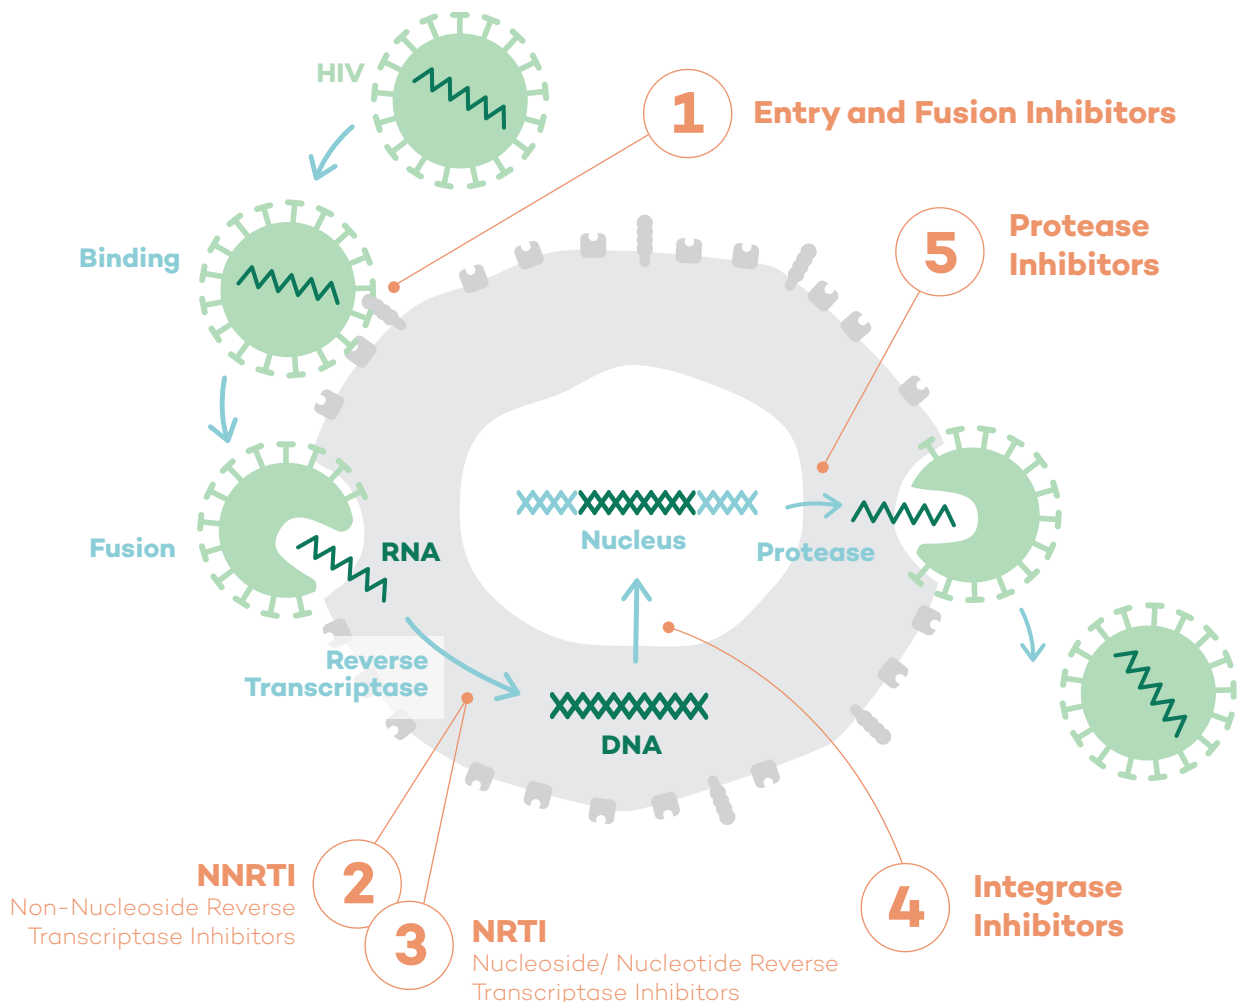 HIV
1
Entry and Fusion Inhibitors
Binding
5
Protease
Inhibitors
Fusion
RNA
Nucleus
Protease
Reverse
Transcriptase
DNA
NNRTI
Non-Nucleoside Reverse
Transcriptase Inhibitors
2
3
NRTI
Nucleoside/ Nucleotide Reverse
Transcriptase Inhibitors
4
Integrase
Inhibitors